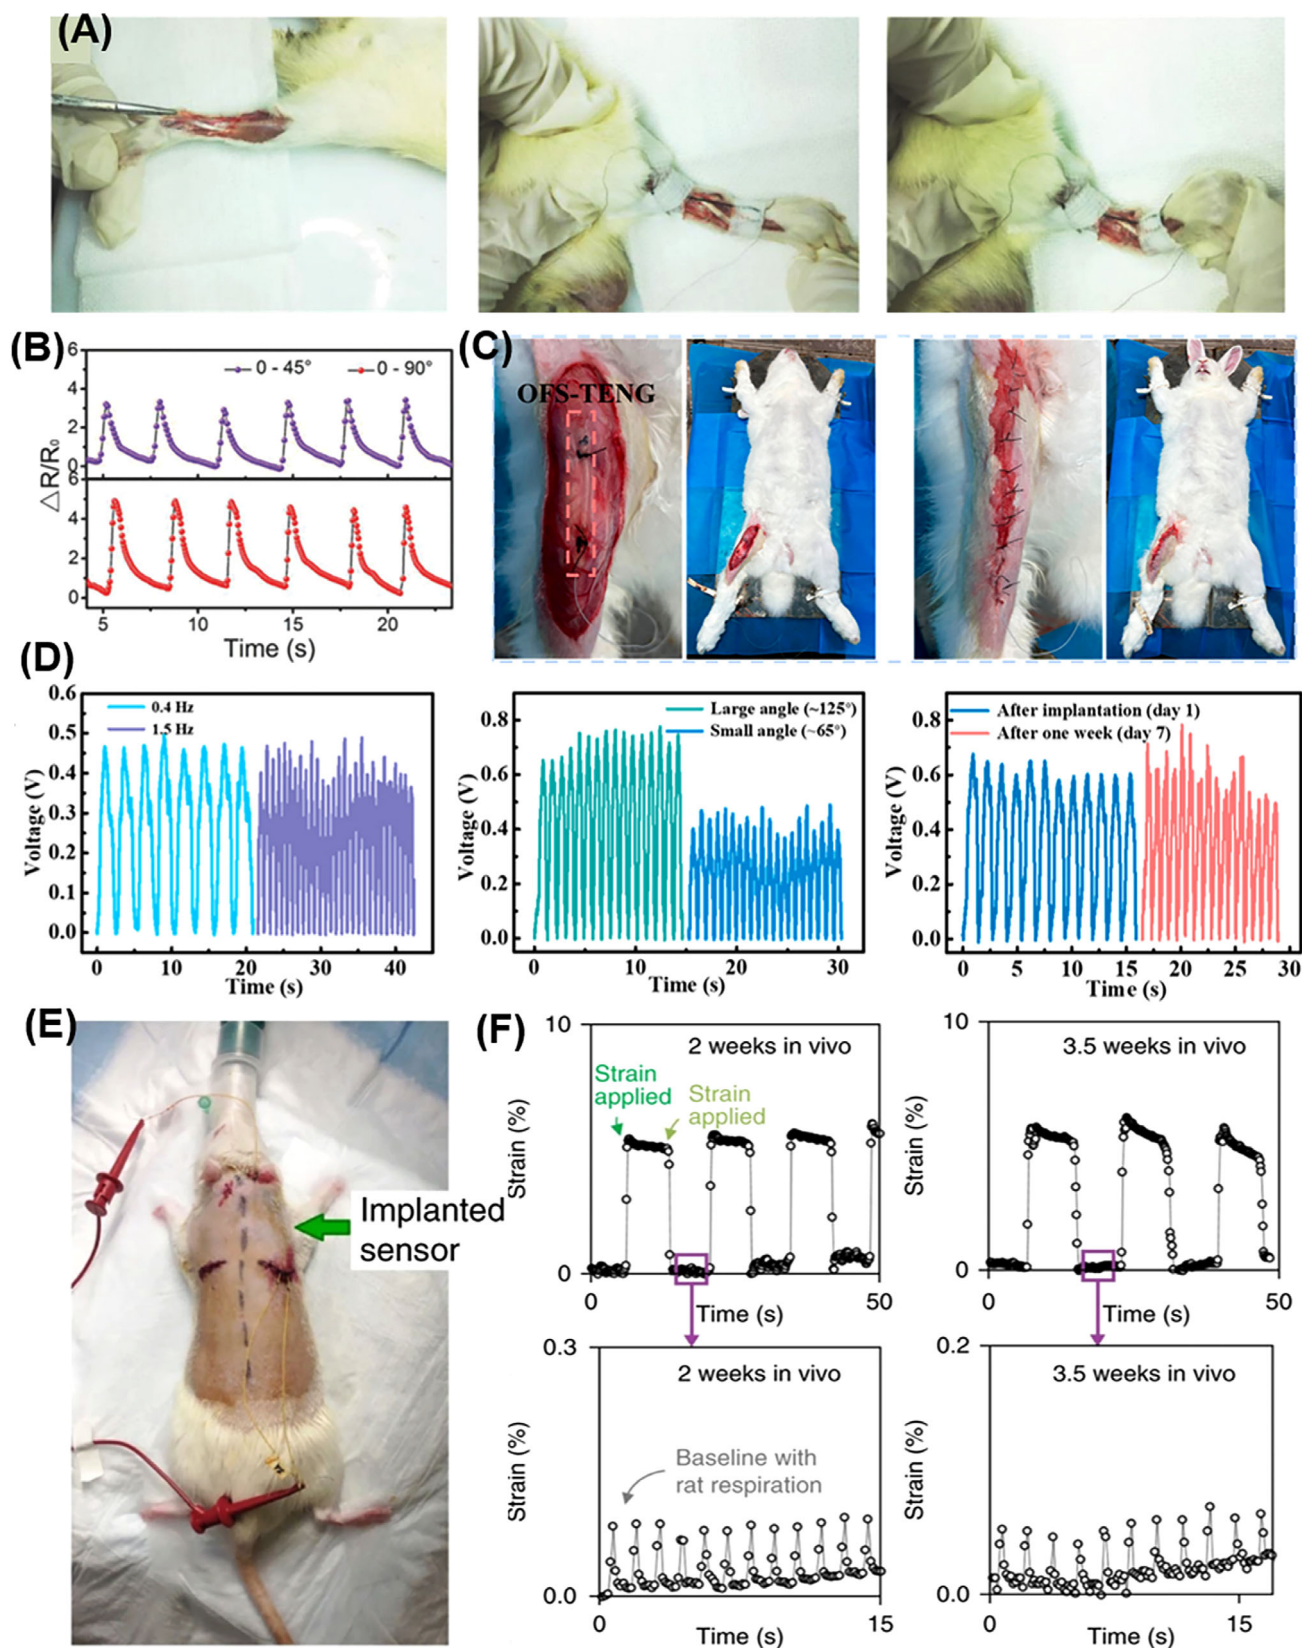 (A)
(B)
6
4
2
0
6
4
2
0
ΔR/R₀
0 - 45°
0 - 90°
5
10
15
20
Time (s)
(C)
OFS-TENG
(D)
0.6
0.5
0.4
0.3
0.2
0.1
0.0
Voltage (V)
0.4 Hz
1.5 Hz
0
10
20
30
40
Time (s)
0.8
0.6
0.4
0.2
0.0
Voltage (V)
Large angle (~125°)
Small angle (~65°)
0
10
20
30
Time (s)
0.8
0.6
0.4
0.2
0.0
Voltage (V)
After implantation (day 1)
After one week (day 7)
0
5
10
15
20
25
30
Time (s)
(E)
Implanted
sensor
(F)
10
0
Strain (%)
2 weeks in vivo
Strain
applied
Strain
applied
0
50
Time (s)
10
0
Strain (%)
3.5 weeks in vivo
0
50
Time (s)
0.3
0.0
Strain (%)
2 weeks in vivo
Baseline with
rat respiration
0
15
Time (s)
0.2
0.0
Strain (%)
3.5 weeks in vivo
0
15
Time (s)